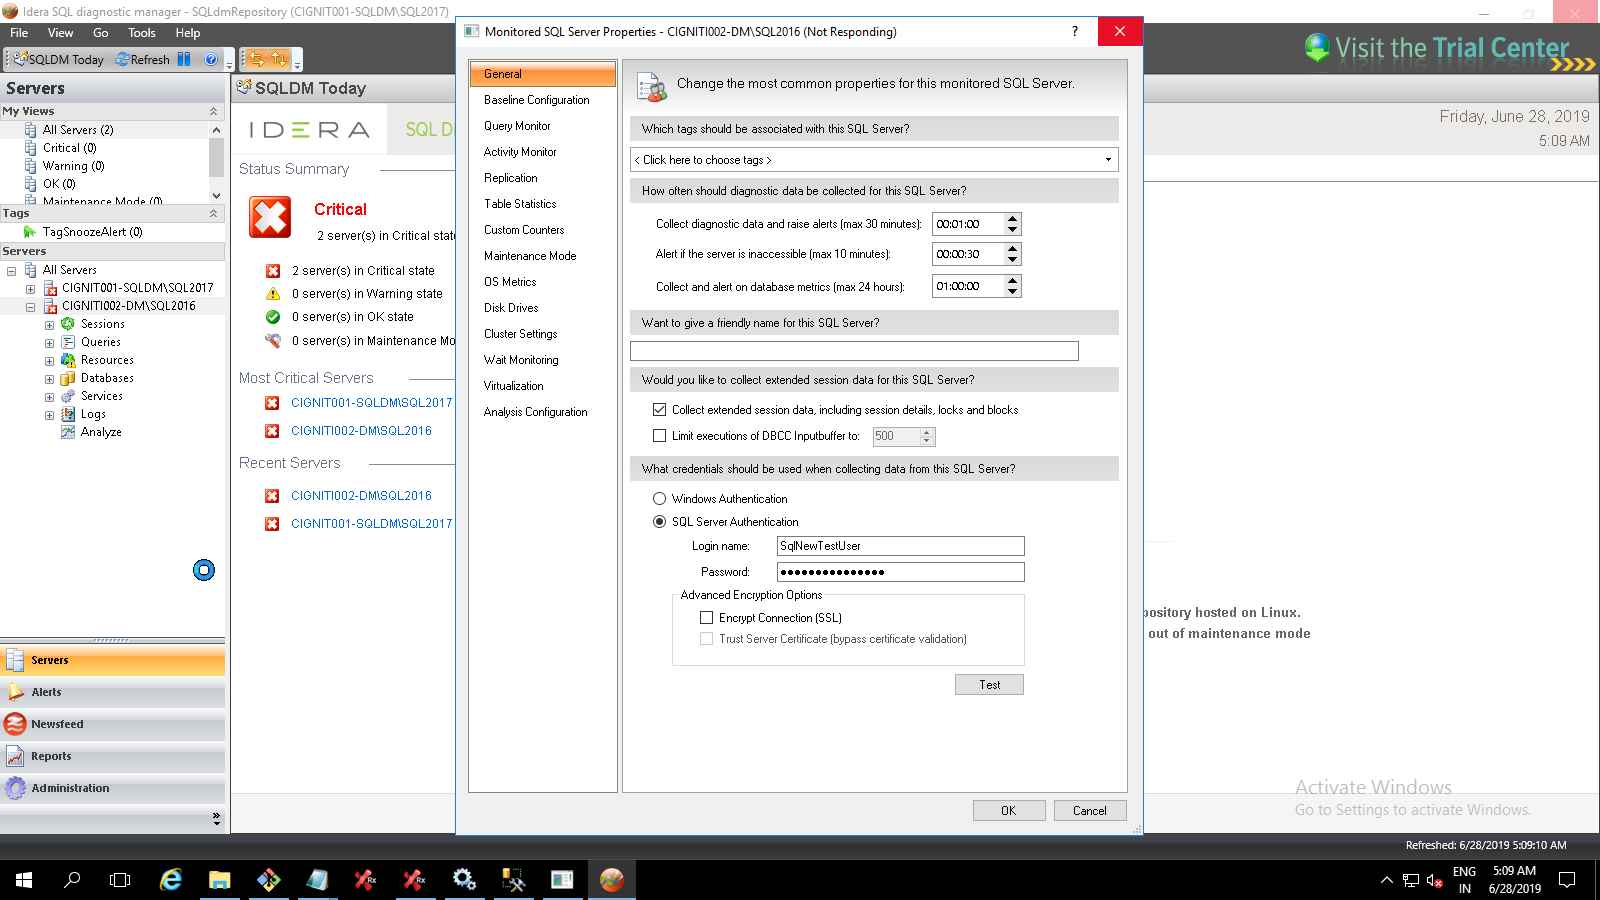 Idera SQL diagnostic manager - SQLdmRepository (CIGNIT001-SQLDM\SQL2017)
File View Go Tools Help
SQLDM Today Refresh
Visit the Trial Center
Servers
My Views
All Servers (2)
Critical (0)
Warning (0)
OK (0)
Maintenance Mode (0)
Tags
TagSnoozeAlert (0)
Servers
All Servers
CIGNIT001-SQLDM\SQL2017
CIGNITI002-DM\SQL2016
Sessions
Queries
Resources
Databases
Services
Logs
Analyze
Servers
Alerts
Newsfeed
Reports
Administration
SQLDM Today
IDERA SQL D
Friday, June 28, 2019
5:09 AM
Status Summary
Critical
2 server(s) in Critical stat
2 server(s) in Critical state
0 server(s) in Warning state
0 server(s) in OK state
0 server(s) in Maintenance Mo
Most Critical Servers
CIGNIT001-SQLDM\SQL2017
CIGNITI002-DM\SQL2016
Recent Servers
CIGNITI002-DM\SQL2016
CIGNIT001-SQLDM\SQL2017
Monitored SQL Server Properties - CIGNITI002-DM\SQL2016 (Not Responding)
?
General
Baseline Configuration
Query Monitor
Activity Monitor
Replication
Table Statistics
Custom Counters
Maintenance Mode
OS Metrics
Disk Drives
Cluster Settings
Wait Monitoring
Virtualization
Analysis Configuration
Change the most common properties for this monitored SQL Server.
Which tags should be associated with this SQL Server?
< Click here to choose tags >
How often should diagnostic data be collected for this SQL Server?
Collect diagnostic data and raise alerts (max 30 minutes): 00:01:00
Alert if the server is inaccessible (max 10 minutes): 00:00:30
Collect and alert on database metrics (max 24 hours): 01:00:00
Want to give a friendly name for this SQL Server?
Would you like to collect extended session data for this SQL Server?
Collect extended session data, including session details, locks and blocks
Limit executions of DBCC Inputbuffer to: 500
What credentials should be used when collecting data from this SQL Server?
Windows Authentication
SQL Server Authentication
Login name: SqlNewTestUser
Password: ●●●●●●●●●●●●●●●
Advanced Encryption Options
Encrypt Connection (SSL)
Trust Server Certificate (bypass certificate validation)
Test
OK Cancel
ository hosted on Linux.
out of maintenance mode
Activate Windows
Go to Settings to activate Windows.
Refreshed: 6/28/2019 5:09:10 AM
ENG
IN
5:09 AM
6/28/2019